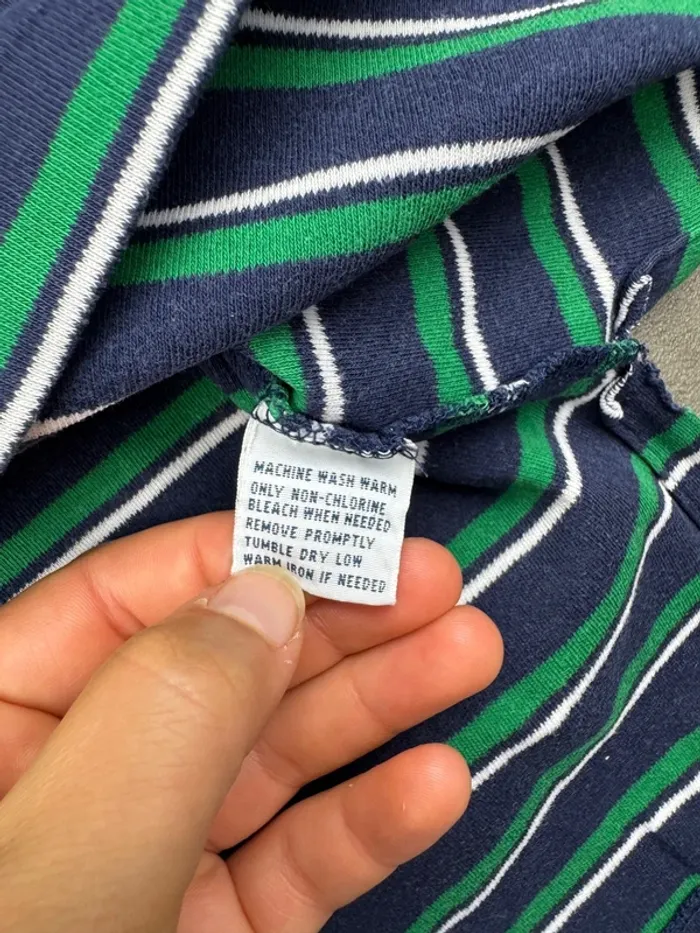 MACHINE WASH WARM
ONLY NON-CHLORINE
BLEACH WHEN NEEDED
REMOVE PROMPTLY
TUMBLE DRY LOW
WARM IRON IF NEEDED